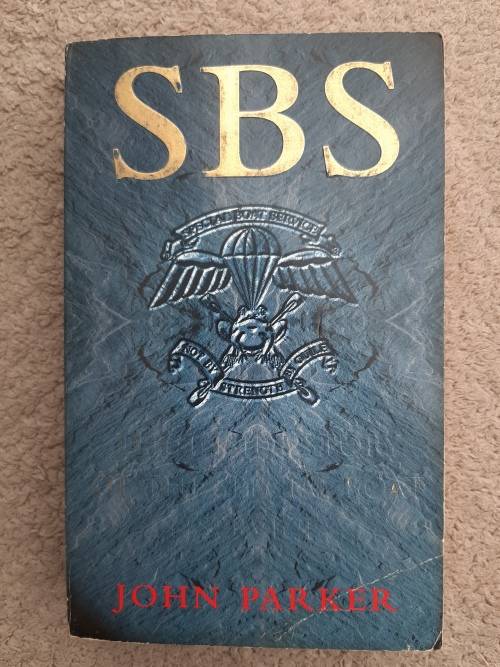 SBS
SPECIAL BOAT SERVICE
NOT BY STRENGTH BY GUILE
JOHN PARKER